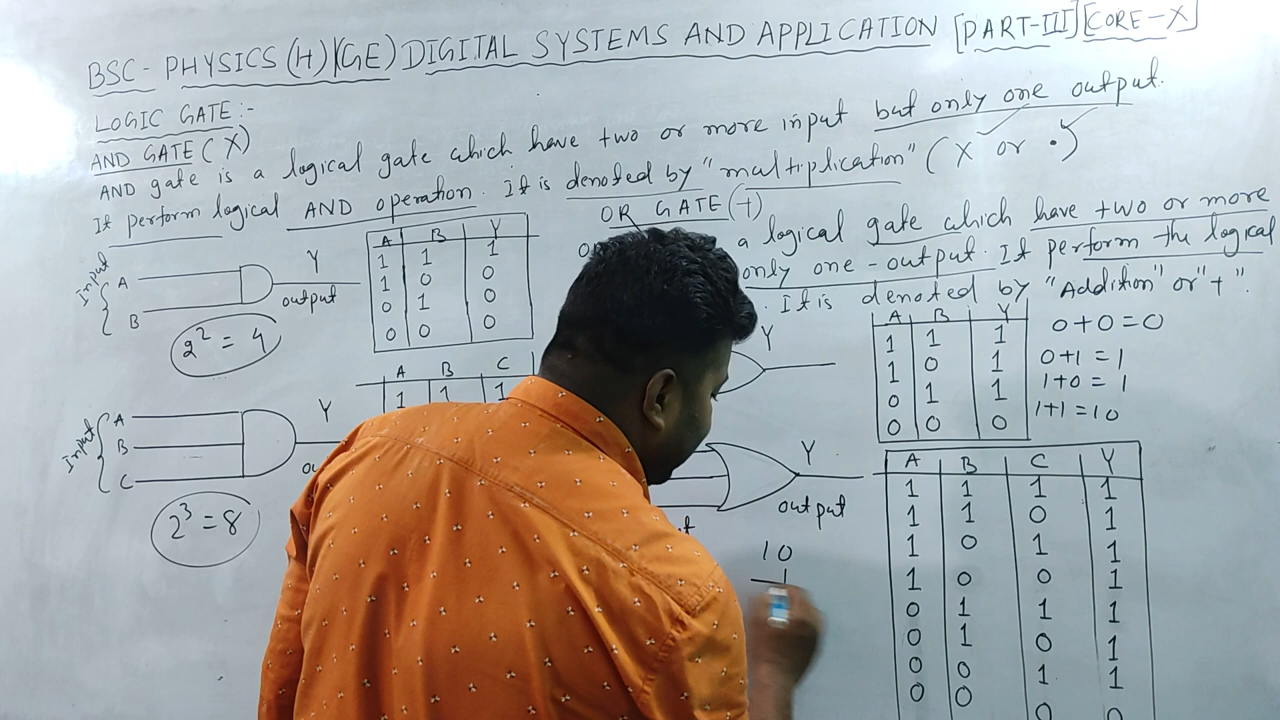 BSC- PHYSICS (H)(GE) DIGITAL SYSTEMS AND APPLICATION [PART-III][CORE-X]
LOGIC GATE:-
AND GATE (X)
AND gate is a logical gate which have two or more input but only one output.
It perform logical AND operation. It is denoted by "multiplication" (X or •)
OR GATE (+)
a logical gate which have two or more
only one-output. It perform the logical
. It is denoted by "Addition" or "+".
Input
A
B
Y
output
2² = 4
A B Y
1 1 1
1 0 0
0 1 0
0 0 0
Input
A
B
C
Y
2³ = 8
A B C
1 1 1
Y
A B Y
1 1 1
1 0 1
0 1 1
0 0 0
0+0=0
0+1=1
1+0=1
1+1=10
Y
output
10
1
A B C Y
1 1 1 1
1 1 0 1
1 0 1 1
1 0 0 1
0 1 1 1
0 1 0 1
0 0 1 1
0 0 0 0